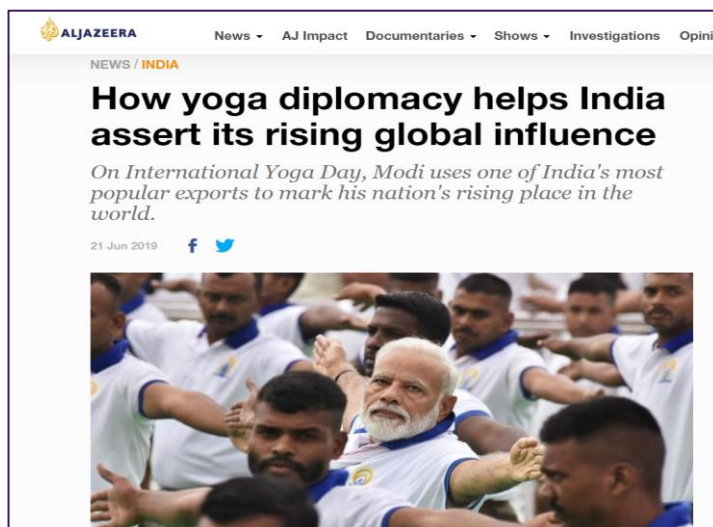 ALJAZEERA News AJ Impact Documentaries Shows Investigations Opini
NEWS / INDIA
How yoga diplomacy helps India
assert its rising global influence
On International Yoga Day, Modi uses one of India's most
popular exports to mark his nation's rising place in the
world.
21 Jun 2019